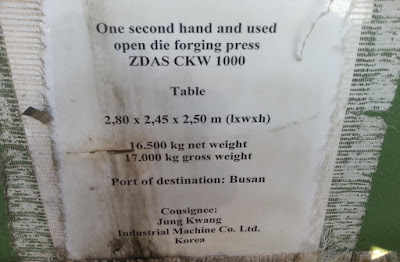 One second hand and used
open die forging press
ZDAS CKW 1000
Table
2,80 x 2,45 x 2,50 m (lxwxh)
16.500 kg net weight
17,000 kg gross weight
Port of destination: Busan
Consignee:
Jung Kwang
Industrial Machine Co. Ltd.
Korea